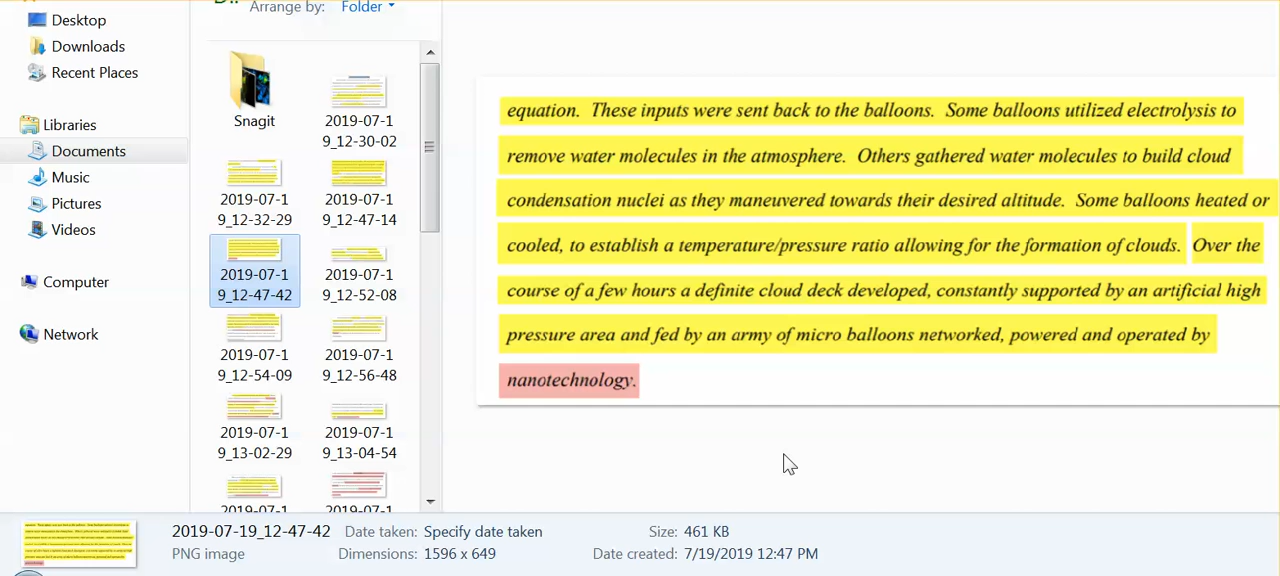 Desktop
Downloads
Recent Places
Libraries
Documents
Music
Pictures
Videos
Computer
Network
Arrange by: Folder
Snagit
2019-07-1
9_12-30-02
2019-07-1
9_12-32-29
2019-07-1
9_12-47-14
2019-07-1
9_12-47-42
2019-07-1
9_12-52-08
2019-07-1
9_12-54-09
2019-07-1
9_12-56-48
2019-07-1
9_13-02-29
2019-07-1
9_13-04-54
2019-07-1
2019-07-1
equation. These inputs were sent back to the balloons. Some balloons utilized electrolysis to
remove water molecules in the atmosphere. Others gathered water molecules to build cloud
condensation nuclei as they maneuvered towards their desired altitude. Some balloons heated or
cooled, to establish a temperature/pressure ratio allowing for the formation of clouds. Over the
course of a few hours a definite cloud deck developed, constantly supported by an artificial high
pressure area and fed by an army of micro balloons networked, powered and operated by
nanotechnology.
2019-07-19_12-47-42 Date taken: Specify date taken Size: 461 KB
PNG image Dimensions: 1596 x 649 Date created: 7/19/2019 12:47 PM